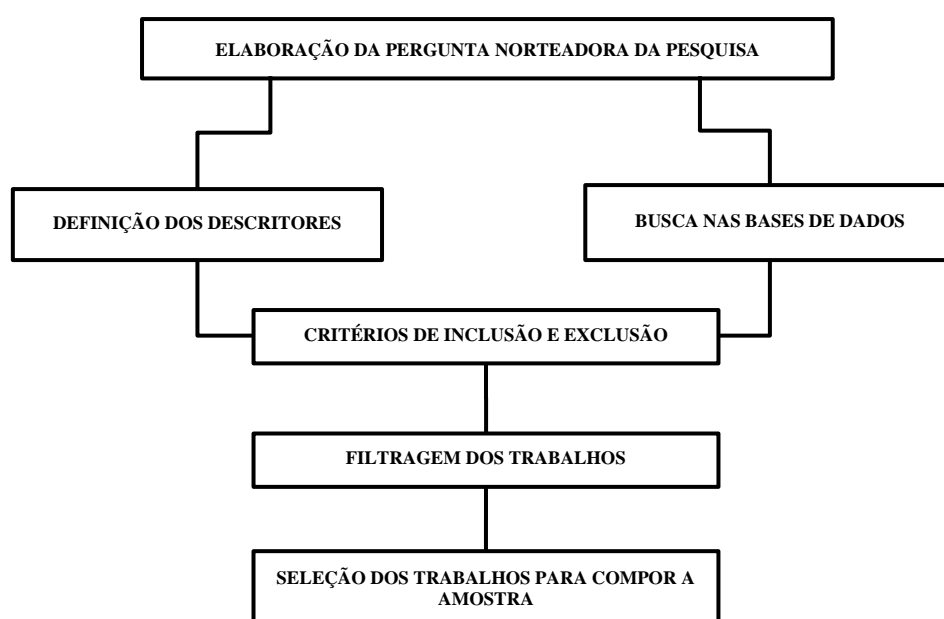 ELABORAÇÃO DA PERGUNTA NORTEADORA DA PESQUISA
DEFINIÇÃO DOS DESCRITORES
BUSCA NAS BASES DE DADOS
CRITÉRIOS DE INCLUSÃO E EXCLUSÃO
FILTRAGEM DOS TRABALHOS
SELEÇÃO DOS TRABALHOS PARA COMPOR A
AMOSTRA